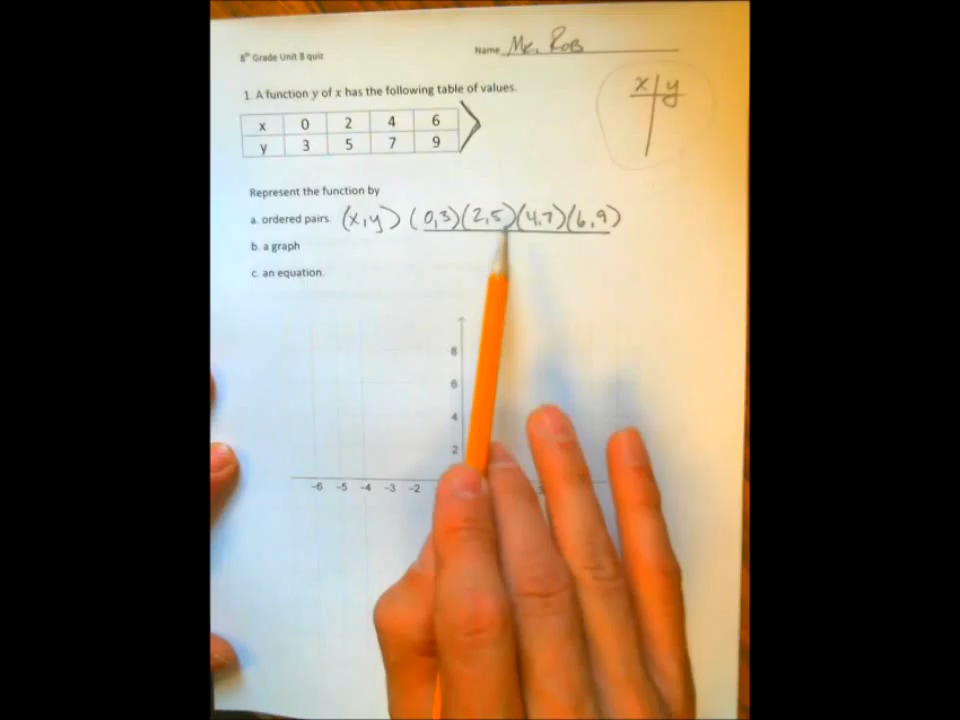 8th Grade Unit 8 quiz
Name Mr. Rob
1. A function y of x has the following table of values.
x | y
x 0 2 4 6
y 3 5 7 9
Represent the function by
a. ordered pairs. (x,y) (0,3)(2,5)(4,7)(6,9)
b. a graph
c. an equation.
8
6
4
2
-6 -5 -4 -3 -2